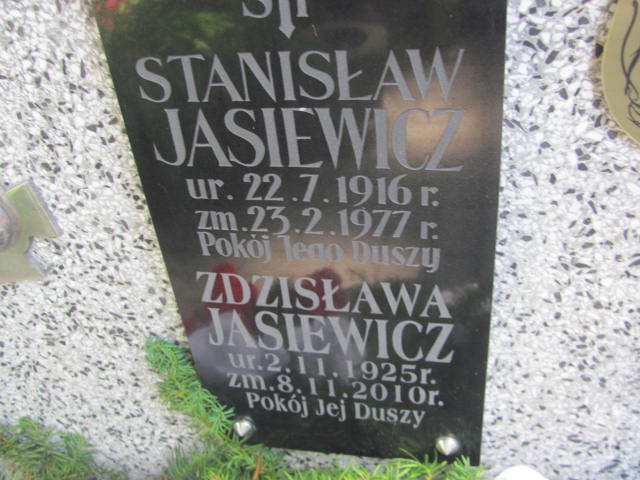 STANISŁAW
JASIEWICZ
ur. 22.7.1916 r.
zm. 23.2.1977 r.
Pokój Jego Duszy
ZDZISŁAWA
JASIEWICZ
ur. 2.11.1925r.
zm. 8.11.2010r.
Pokój Jej Duszy